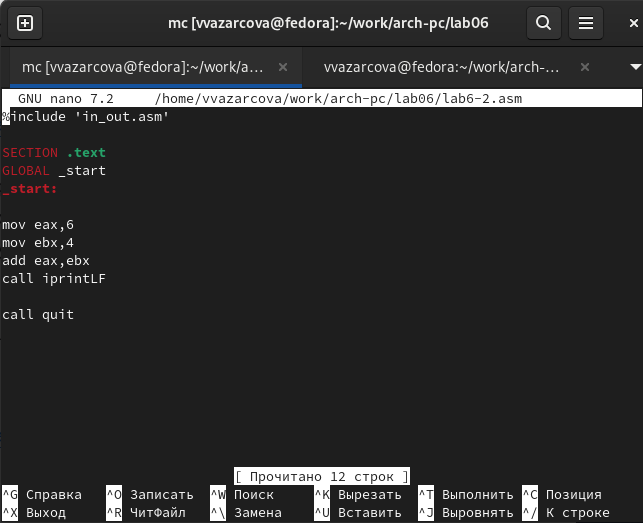 mc [vvazarcova@fedora]:~/work/arch-pc/lab06
mc [vvazarcova@fedora]:~/work/a... × vvazarcova@fedora:~/work/arch-... ×
GNU nano 7.2 /home/vvazarcova/work/arch-pc/lab06/lab6-2.asm
%include 'in_out.asm'
SECTION .text
GLOBAL _start
_start:
mov eax,6
mov ebx,4
add eax,ebx
call iprintLF
call quit
[ Прочитано 12 строк ]
^G Справка ^O Записать ^W Поиск ^K Вырезать ^T Выполнить ^C Позиция
^X Выход ^R ЧитФайл ^\ Замена ^U Вставить ^J Выровнять ^/ К строке